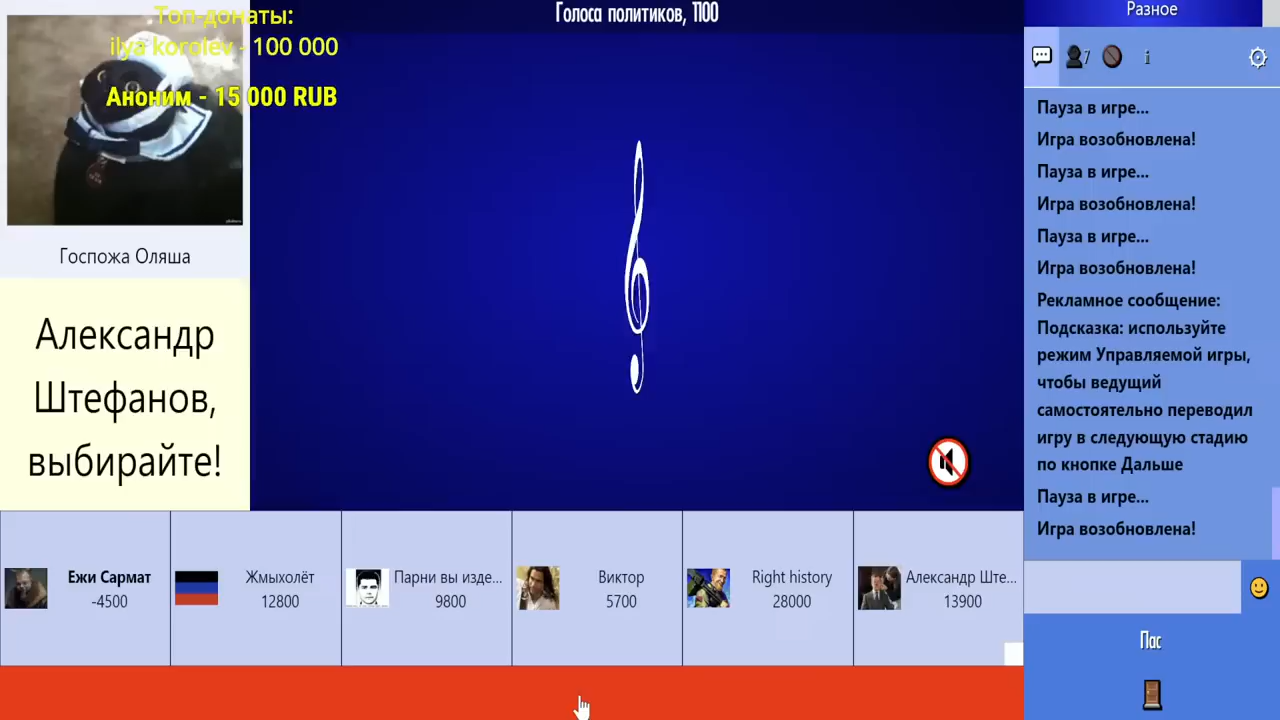 Топ-донаты:
ilya korolev - 100 000
Аноним - 15 000 RUB
Госпожа Оляша
Александр
Штефанов,
выбирайте!
Голоса политиков, 1100
Разное
7
i
Пауза в игре...
Игра возобновлена!
Пауза в игре...
Игра возобновлена!
Пауза в игре...
Игра возобновлена!
Рекламное сообщение:
Подсказка: используйте
режим Управляемой игры,
чтобы ведущий
самостоятельно переводил
игру в следующую стадию
по кнопке Дальше
Пауза в игре...
Игра возобновлена!
Ежи Сармат
-4500
Жмыхолёт
12800
Парни вы изде...
9800
Виктор
5700
Right history
28000
Александр Ште...
13900
Пас